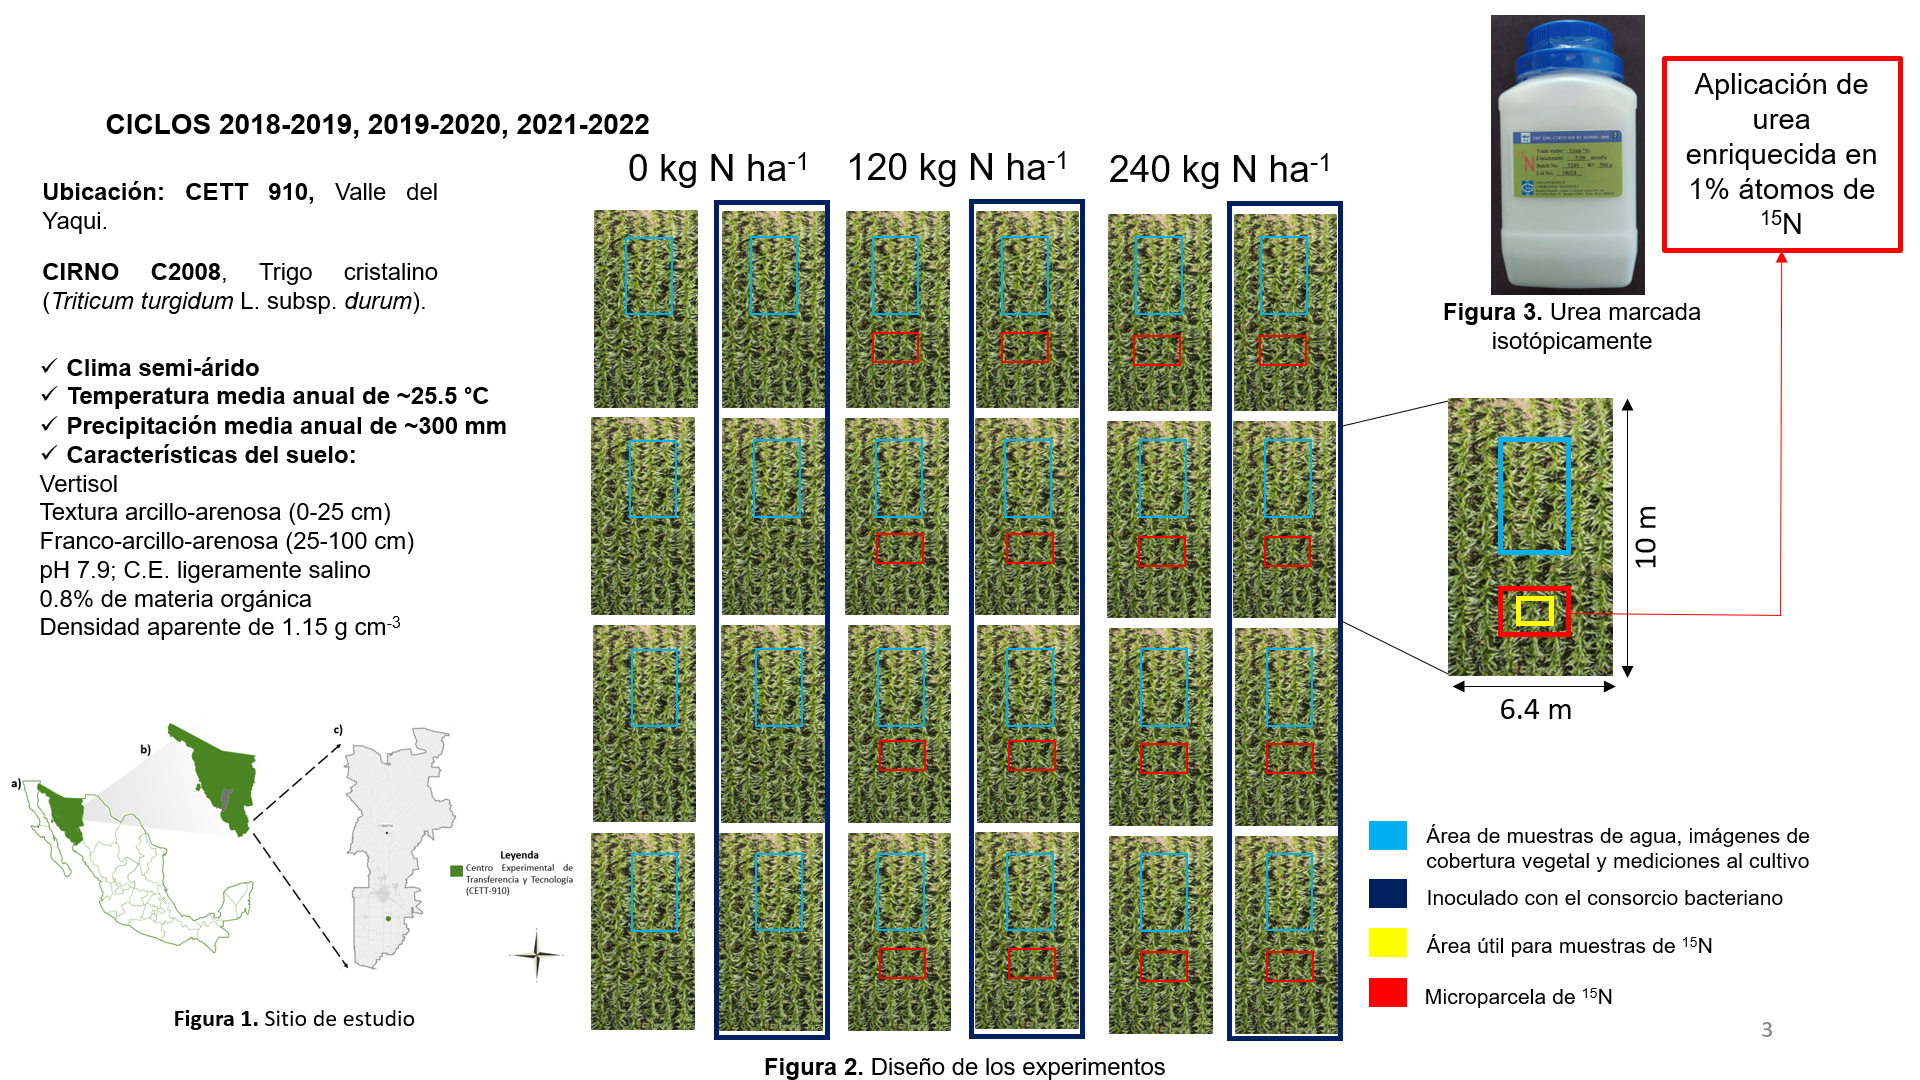 CICLOS 2018-2019, 2019-2020, 2021-2022
Ubicación: CETT 910, Valle del
Yaqui.
CIRNO C2008, Trigo cristalino
(Triticum turgidum L. subsp. durum).
✓ Clima semi-árido
✓ Temperatura media anual de ~25.5 °C
✓ Precipitación media anual de ~300 mm
✓ Características del suelo:
Vertisol
Textura arcillo-arenosa (0-25 cm)
Franco-arcillo-arenosa (25-100 cm)
pH 7.9; C.E. ligeramente salino
0.8% de materia orgánica
Densidad aparente de 1.15 g cm-3
a)
b)
c)
Cajeme
Leyenda
Centro Experimental de
Transferencia y Tecnología
(CETT-910)
Figura 1. Sitio de estudio
0 kg N ha-1
120 kg N ha-1
240 kg N ha-1
Figura 2. Diseño de los experimentos
Figura 3. Urea marcada
isotópicamente
Aplicación de
urea
enriquecida en
1% átomos de
15N
10 m
6.4 m
Área de muestras de agua, imágenes de
cobertura vegetal y mediciones al cultivo
Inoculado con el consorcio bacteriano
Área útil para muestras de 15N
Microparcela de 15N
3